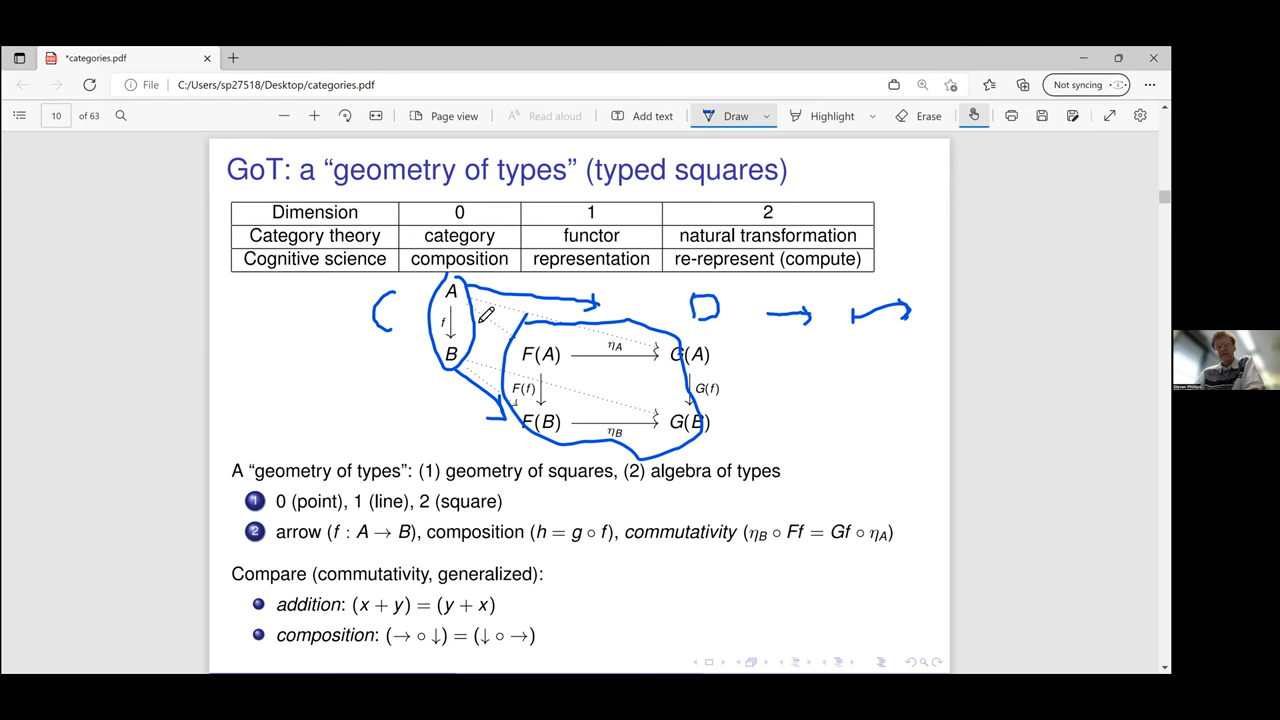 *categories.pdf
File C:/Users/sp27518/Desktop/categories.pdf Not syncing
10 of 63 Page view Read aloud Add text Draw Highlight Erase
GoT: a “geometry of types” (typed squares)
Dimension 0 1 2
Category theory category functor natural transformation
Cognitive science composition representation re-represent (compute)
C A D
f
B F(A) ηA G(A)
F(f) G(f)
F(B) ηB G(B)
A “geometry of types”: (1) geometry of squares, (2) algebra of types
1 0 (point), 1 (line), 2 (square)
2 arrow (f : A → B), composition (h = g ∘ f), commutativity (ηB ∘ Ff = Gf ∘ ηA)
Compare (commutativity, generalized):
addition: (x + y) = (y + x)
composition: (→ ∘ ↓) = (↓ ∘ →)
Steven Phillips